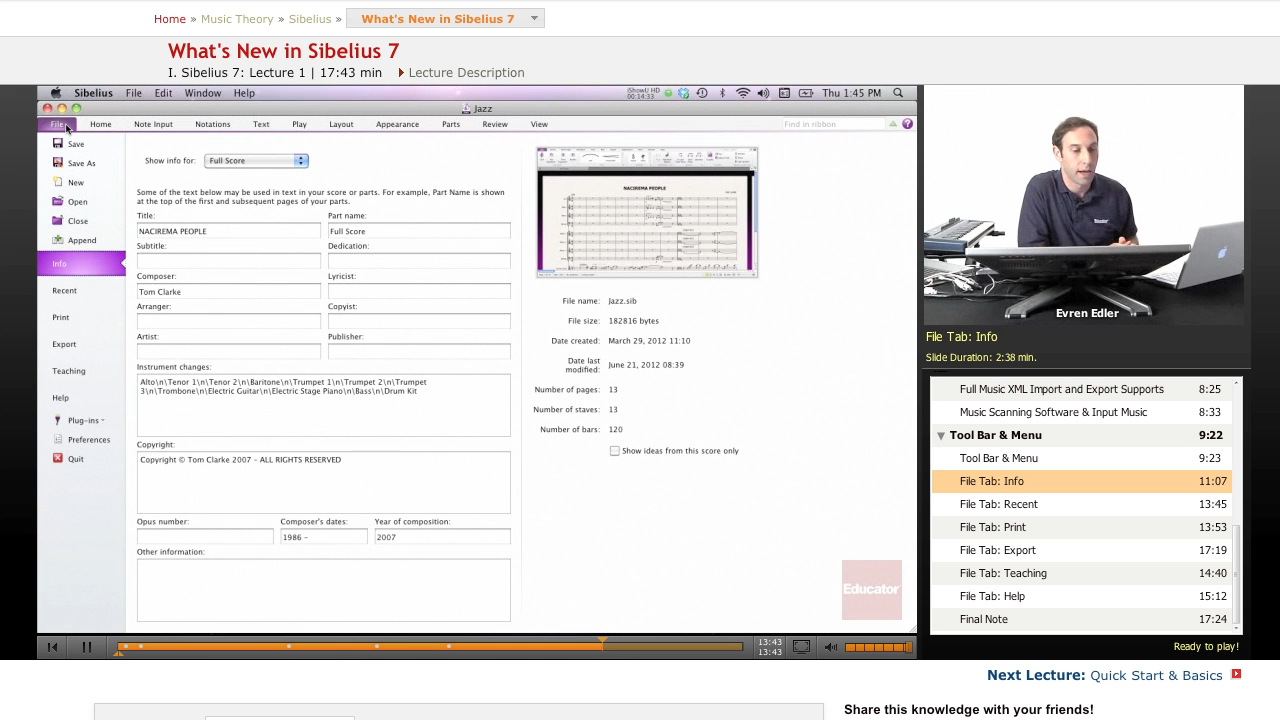 Home » Music Theory » Sibelius » What's New in Sibelius 7
What's New in Sibelius 7
I. Sibelius 7: Lecture 1 | 17:43 min Lecture Description
Sibelius File Edit Window Help iShowU HD 00:14:33 Thu 1:45 PM
Jazz
File Home Note Input Notations Text Play Layout Appearance Parts Review View Find in ribbon ?
Save
Save As
New
Open
Close
Append
Info
Recent
Print
Export
Teaching
Help
Plug-ins
Preferences
Quit
Show info for: Full Score
Some of the text below may be used in text in your score or parts. For example, Part Name is shown
at the top of the first and subsequent pages of your parts.
Title: Part name:
NACIREMA PEOPLE Full Score
Subtitle: Dedication:
Composer: Lyricist:
Tom Clarke
Arranger: Copyist:
Artist: Publisher:
Instrument changes:
Alto\n\Tenor 1\n\Tenor 2\n\Baritone\n\Trumpet 1\n\Trumpet 2\n\Trumpet
3\n\Trombone\n\Electric Guitar\n\Electric Stage Piano\n\Bass\n\Drum Kit
Copyright:
Copyright © Tom Clarke 2007 - ALL RIGHTS RESERVED
Opus number: Composer's dates: Year of composition:
1986 - 2007
Other information:
NACIREMA PEOPLE
File name: Jazz.sib
File size: 182816 bytes
Date created: March 29, 2012 11:10
Date last modified: June 21, 2012 08:39
Number of pages: 13
Number of staves: 13
Number of bars: 120
Show ideas from this score only
Educator
13:43
13:43
Evren Edler
File Tab: Info
Slide Duration: 2:38 min.
Full Music XML Import and Export Supports 8:25
Music Scanning Software & Input Music 8:33
Tool Bar & Menu 9:22
Tool Bar & Menu 9:23
File Tab: Info 11:07
File Tab: Recent 13:45
File Tab: Print 13:53
File Tab: Export 17:19
File Tab: Teaching 14:40
File Tab: Help 15:12
Final Note 17:24
Ready to play!
Next Lecture: Quick Start & Basics
Share this knowledge with your friends!